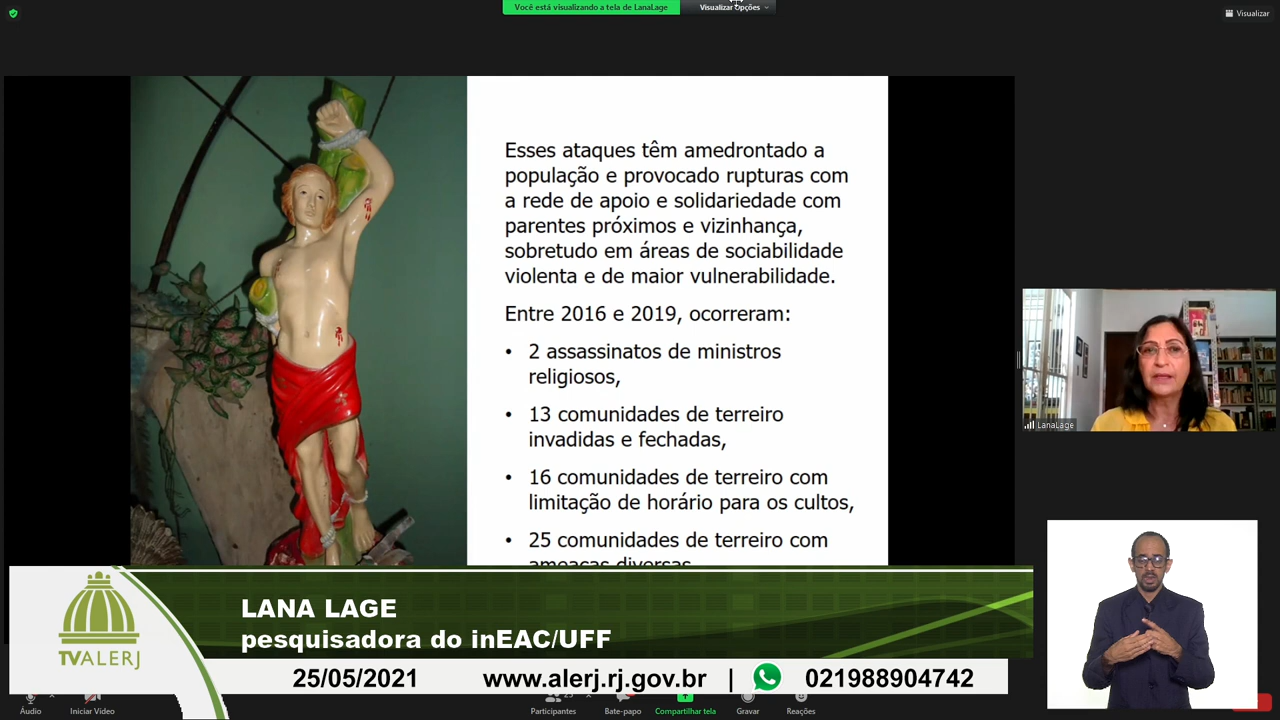 Você está visualizando a tela de LanaLage
Visualizar Opções
Visualizar
Esses ataques têm amedrontado a
população e provocado rupturas com
a rede de apoio e solidariedade com
parentes próximos e vizinhança,
sobretudo em áreas de sociabilidade
violenta e de maior vulnerabilidade.
Entre 2016 e 2019, ocorreram:
• 2 assassinatos de ministros
religiosos,
• 13 comunidades de terreiro
invadidas e fechadas,
• 16 comunidades de terreiro com
limitação de horário para os cultos,
• 25 comunidades de terreiro com
ameaças diversas
LanaLage
LANA LAGE
pesquisadora do inEAC/UFF
TVALERJ
25/05/2021 www.alerj.rj.gov.br | 021988904742
Áudio
Iniciar Vídeo
Participantes
Bate-papo
Compartilhar tela
Gravar
Reações